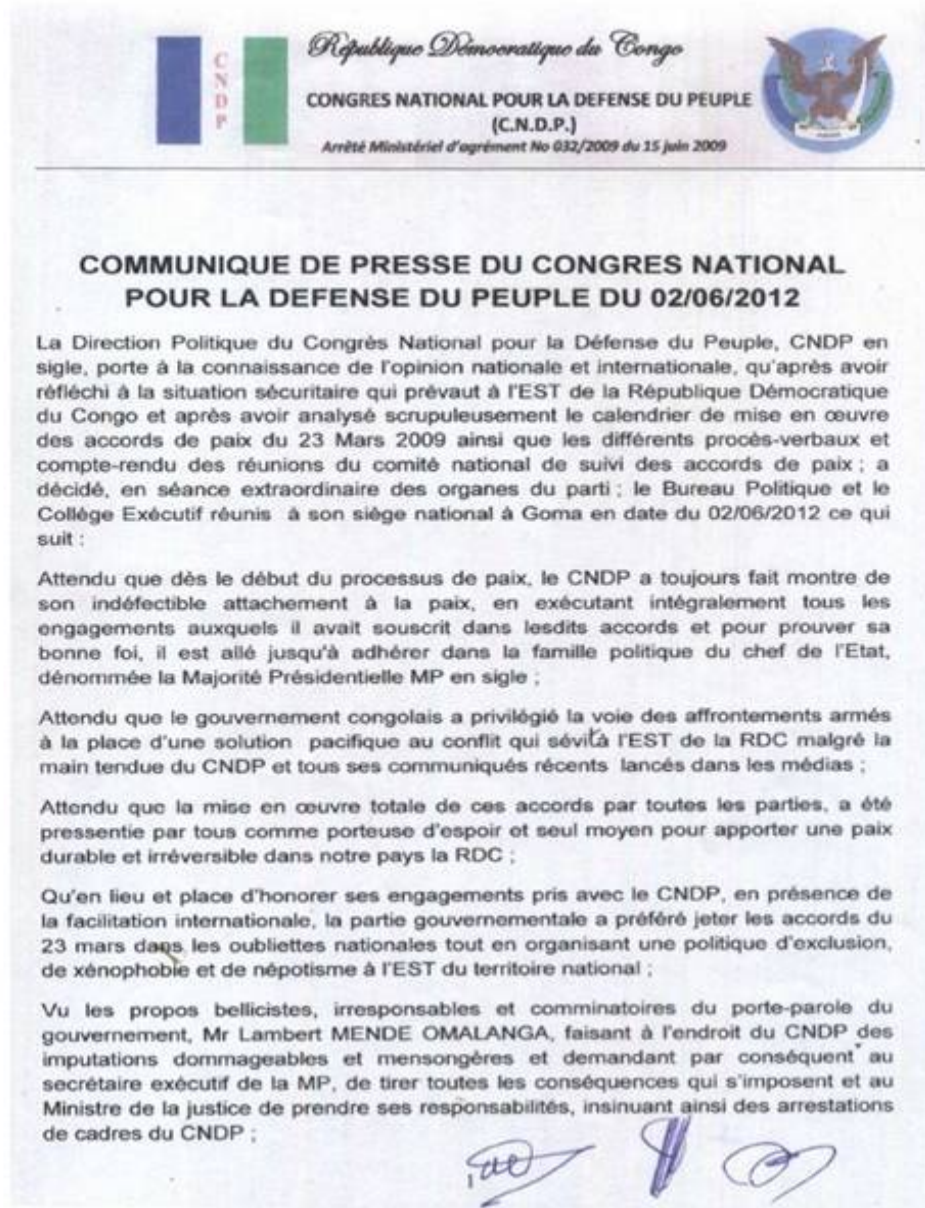 C
N
D
P
République Démocratique du Congo
CONGRES NATIONAL POUR LA DEFENSE DU PEUPLE
(C.N.D.P.)
Arrêté Ministériel d'agrément No 032/2009 du 15 juin 2009
COMMUNIQUE DE PRESSE DU CONGRES NATIONAL
POUR LA DEFENSE DU PEUPLE DU 02/06/2012
La Direction Politique du Congrès National pour la Défense du Peuple, CNDP en
sigle, porte à la connaissance de l'opinion nationale et internationale, qu'après avoir
réfléchi à la situation sécuritaire qui prévaut à l'EST de la République Démocratique
du Congo et après avoir analysé scrupuleusement le calendrier de mise en œuvre
des accords de paix du 23 Mars 2009 ainsi que les différents procès-verbaux et
compte-rendu des réunions du comité national de suivi des accords de paix ; a
décidé, en séance extraordinaire des organes du parti ; le Bureau Politique et le
Collège Exécutif réunis à son siège national à Goma en date du 02/06/2012 ce qui
suit :
Attendu que dès le début du processus de paix, le CNDP a toujours fait montre de
son indéfectible attachement à la paix, en exécutant intégralement tous les
engagements auxquels il avait souscrit dans lesdits accords et pour prouver sa
bonne foi, il est allé jusqu'à adhérer dans la famille politique du chef de l'Etat,
dénommée la Majorité Présidentielle MP en sigle ;
Attendu que le gouvernement congolais a privilégié la voie des affrontements armés
à la place d'une solution pacifique au conflit qui sévit à l'EST de la RDC malgré la
main tendue du CNDP et tous ses communiqués récents lancés dans les médias ;
Attendu que la mise en œuvre totale de ces accords par toutes les parties, a été
pressentie par tous comme porteuse d'espoir et seul moyen pour apporter une paix
durable et irréversible dans notre pays la RDC ;
Qu'en lieu et place d'honorer ses engagements pris avec le CNDP, en présence de
la facilitation internationale, la partie gouvernementale a préféré jeter les accords du
23 mars dans les oubliettes nationales tout en organisant une politique d'exclusion,
de xénophobie et de népotisme à l'EST du territoire national ;
Vu les propos bellicistes, irresponsables et comminatoires du porte-parole du
gouvernement, Mr Lambert MENDE OMALANGA, faisant à l'endroit du CNDP des
imputations dommageables et mensongères et demandant par conséquent au
secrétaire exécutif de la MP, de tirer toutes les conséquences qui s'imposent et au
Ministre de la justice de prendre ses responsabilités, insinuant ainsi des arrestations
de cadres du CNDP ;